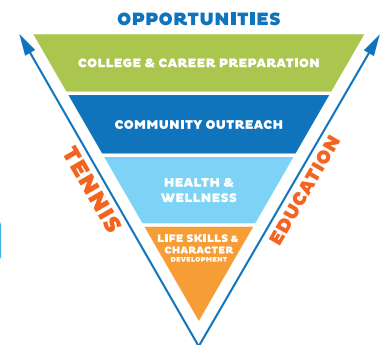 OPPORTUNITIES
COLLEGE & CAREER PREPARATION
COMMUNITY OUTREACH
TENNIS
EDUCATION
HEALTH &
WELLNESS
LIFE SKILLS &
CHARACTER
DEVELOPMENT